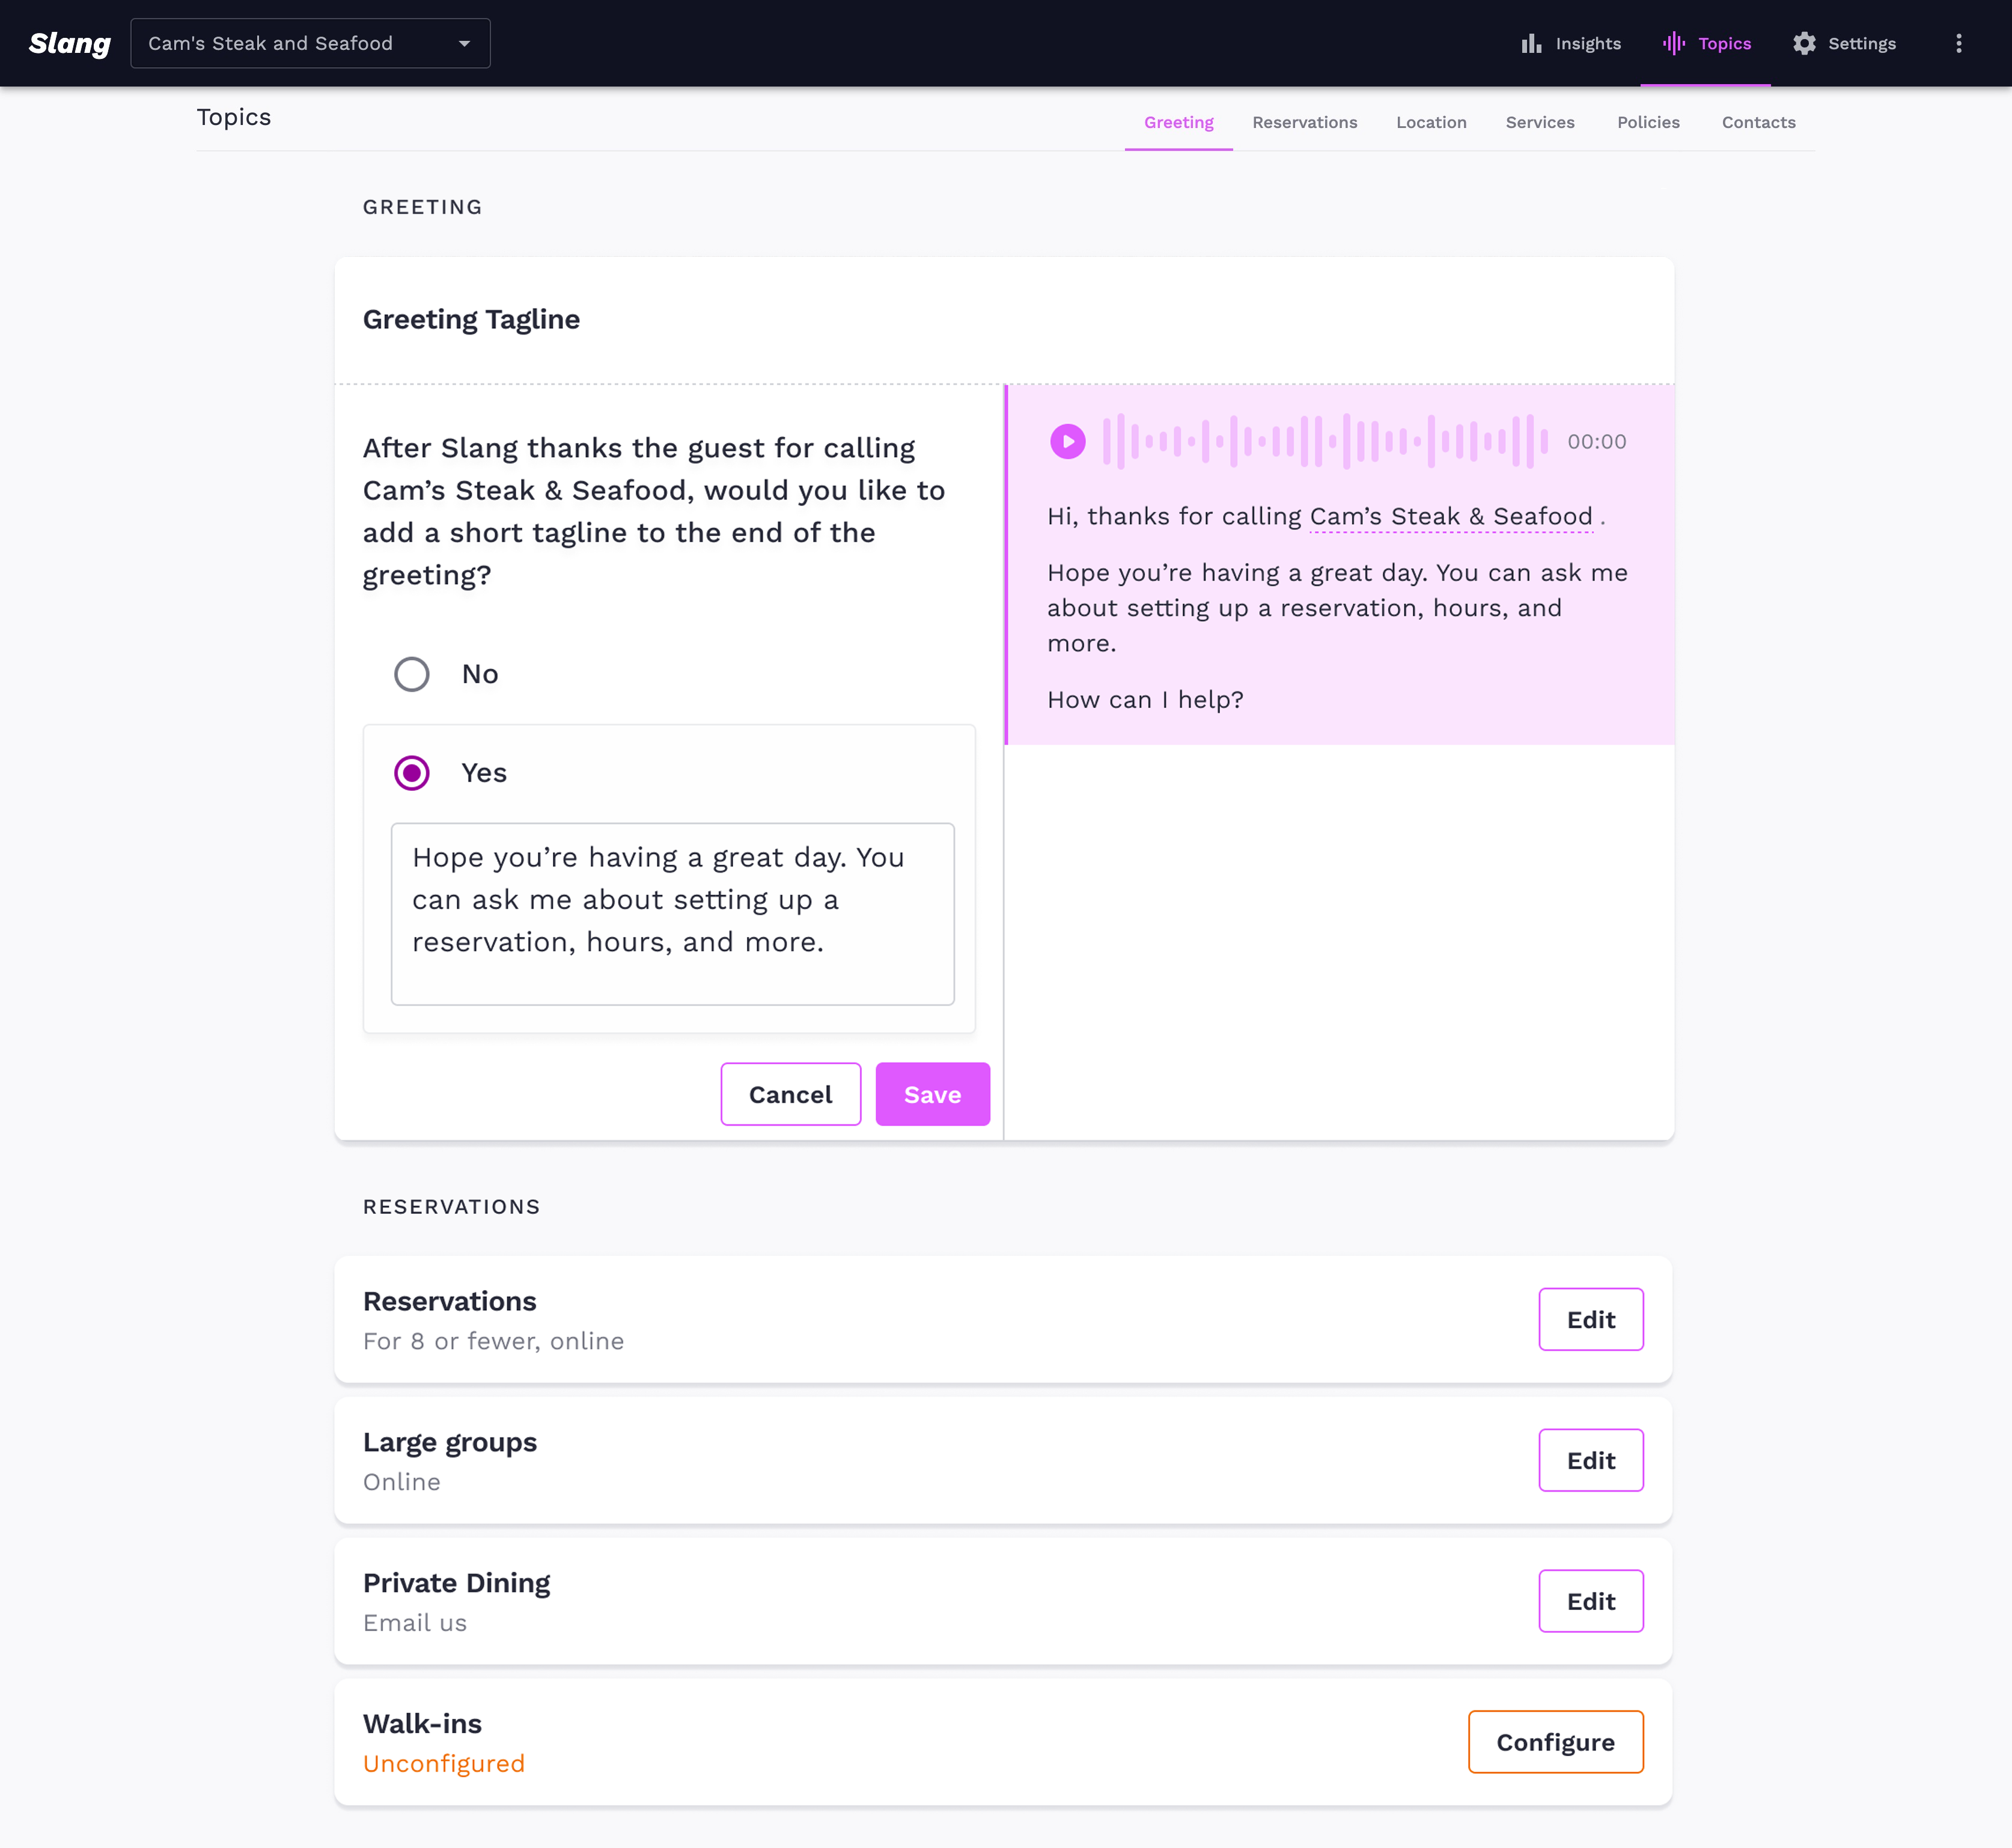 Slang
Cam's Steak and Seafood
Insights
Topics
Settings
Topics
Greeting
Reservations
Location
Services
Policies
Contacts
GREETING
Greeting Tagline
After Slang thanks the guest for calling
Cam’s Steak & Seafood, would you like to
add a short tagline to the end of the
greeting?
No
Yes
Hope you’re having a great day. You
can ask me about setting up a
reservation, hours, and more.
Cancel
Save
00:00
Hi, thanks for calling Cam’s Steak & Seafood .
Hope you’re having a great day. You can ask me
about setting up a reservation, hours, and
more.
How can I help?
RESERVATIONS
Reservations
For 8 or fewer, online
Edit
Large groups
Online
Edit
Private Dining
Email us
Edit
Walk-ins
Unconfigured
Configure